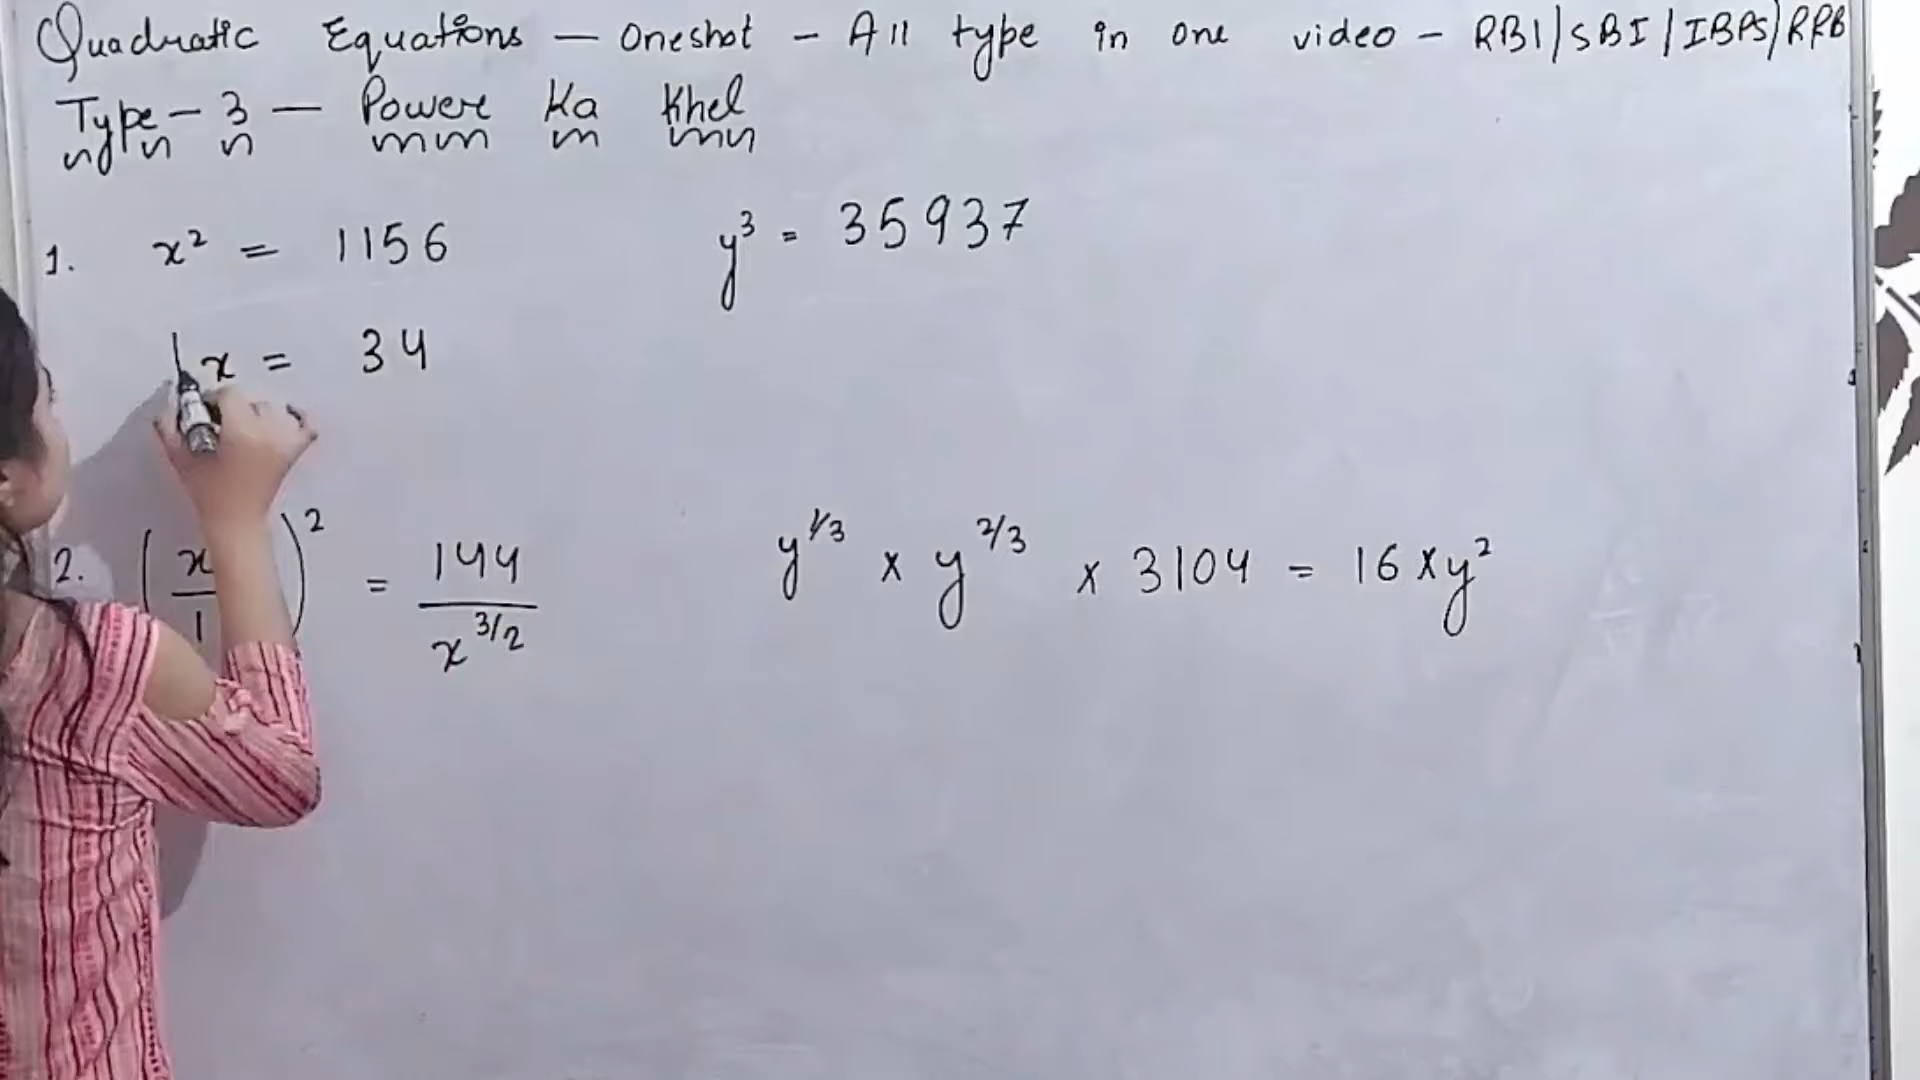 Quadratic Equations - Oneshot - All type in one video - RBI/SBI/IBPS/RRB
Type-3 - Power Ka Khel
1. x² = 1156 y³ = 35937
x = 34
2. (x/1 )² = 144/x^3/2 y^1/3 × y^2/3 × 3104 = 16 × y²